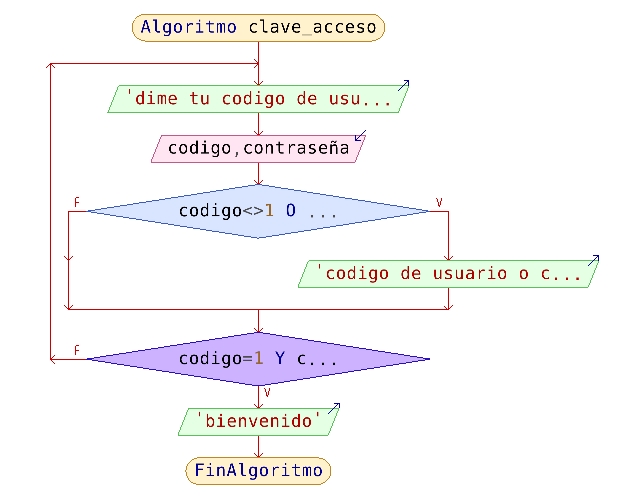 Algoritmo clave_acceso
'dime tu codigo de usu...
codigo,contraseña
F
codigo<>1 O ...
V
'codigo de usuario o c...
F
codigo=1 Y c...
V
'bienvenido'
FinAlgoritmo